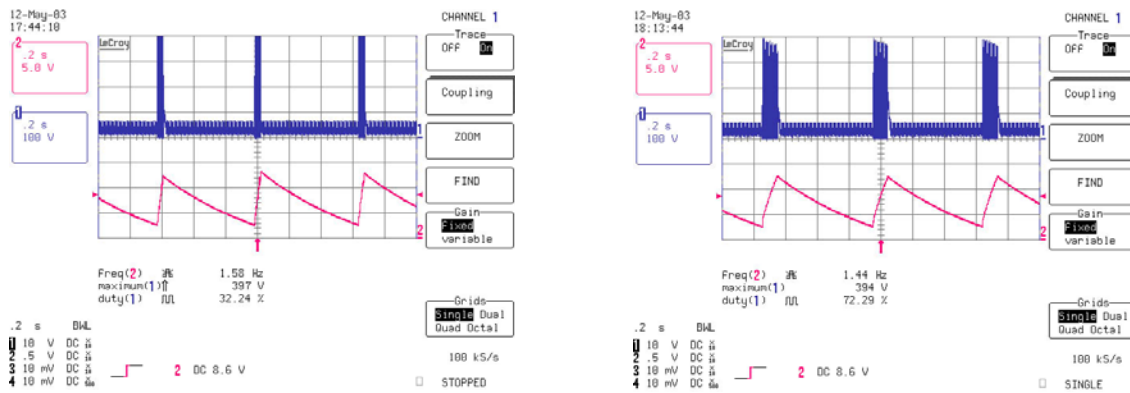 12-May-03
17:44:10
2
.2 s
5.0 V
1
.2 s
100 V
LeCroy
1
2
CHANNEL 1
Trace
OFF On
Coupling
ZOOM
FIND
Gain
Fixed
variable
Freq(2) 1.58 Hz
maximum(1) 397 V
duty(1) 32.24 %
Grids
Single Dual
Quad Octal
.2 s BWL
1 10 V DC
2 .5 V DC
3 10 mV DC
4 10 mV DC
2 DC 8.6 V
100 kS/s
STOPPED
12-May-03
18:13:44
2
.2 s
5.0 V
1
.2 s
100 V
LeCroy
1
2
CHANNEL 1
Trace
OFF On
Coupling
ZOOM
FIND
Gain
Fixed
variable
Freq(2) 1.44 Hz
maximum(1) 394 V
duty(1) 72.29 %
Grids
Single Dual
Quad Octal
.2 s BWL
1 10 V DC
2 .5 V DC
3 10 mV DC
4 10 mV DC
2 DC 8.6 V
100 kS/s
SINGLE